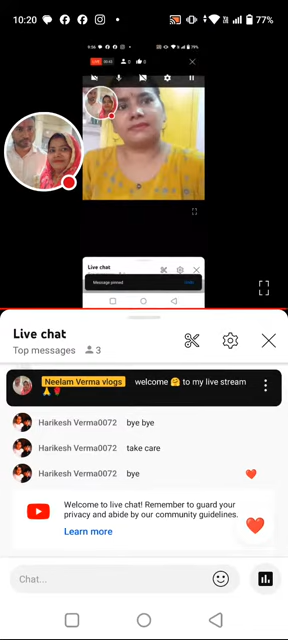 10:20
77%
Live chat
Message pinned
Live chat
Top messages 3
Neelam Verma vlogs welcome 🤗 to my live stream
🙏🌹
Harikesh Verma0072 bye bye
Harikesh Verma0072 take care
Harikesh Verma0072 bye
Welcome to live chat! Remember to guard your
privacy and abide by our community guidelines.
Learn more
Chat...